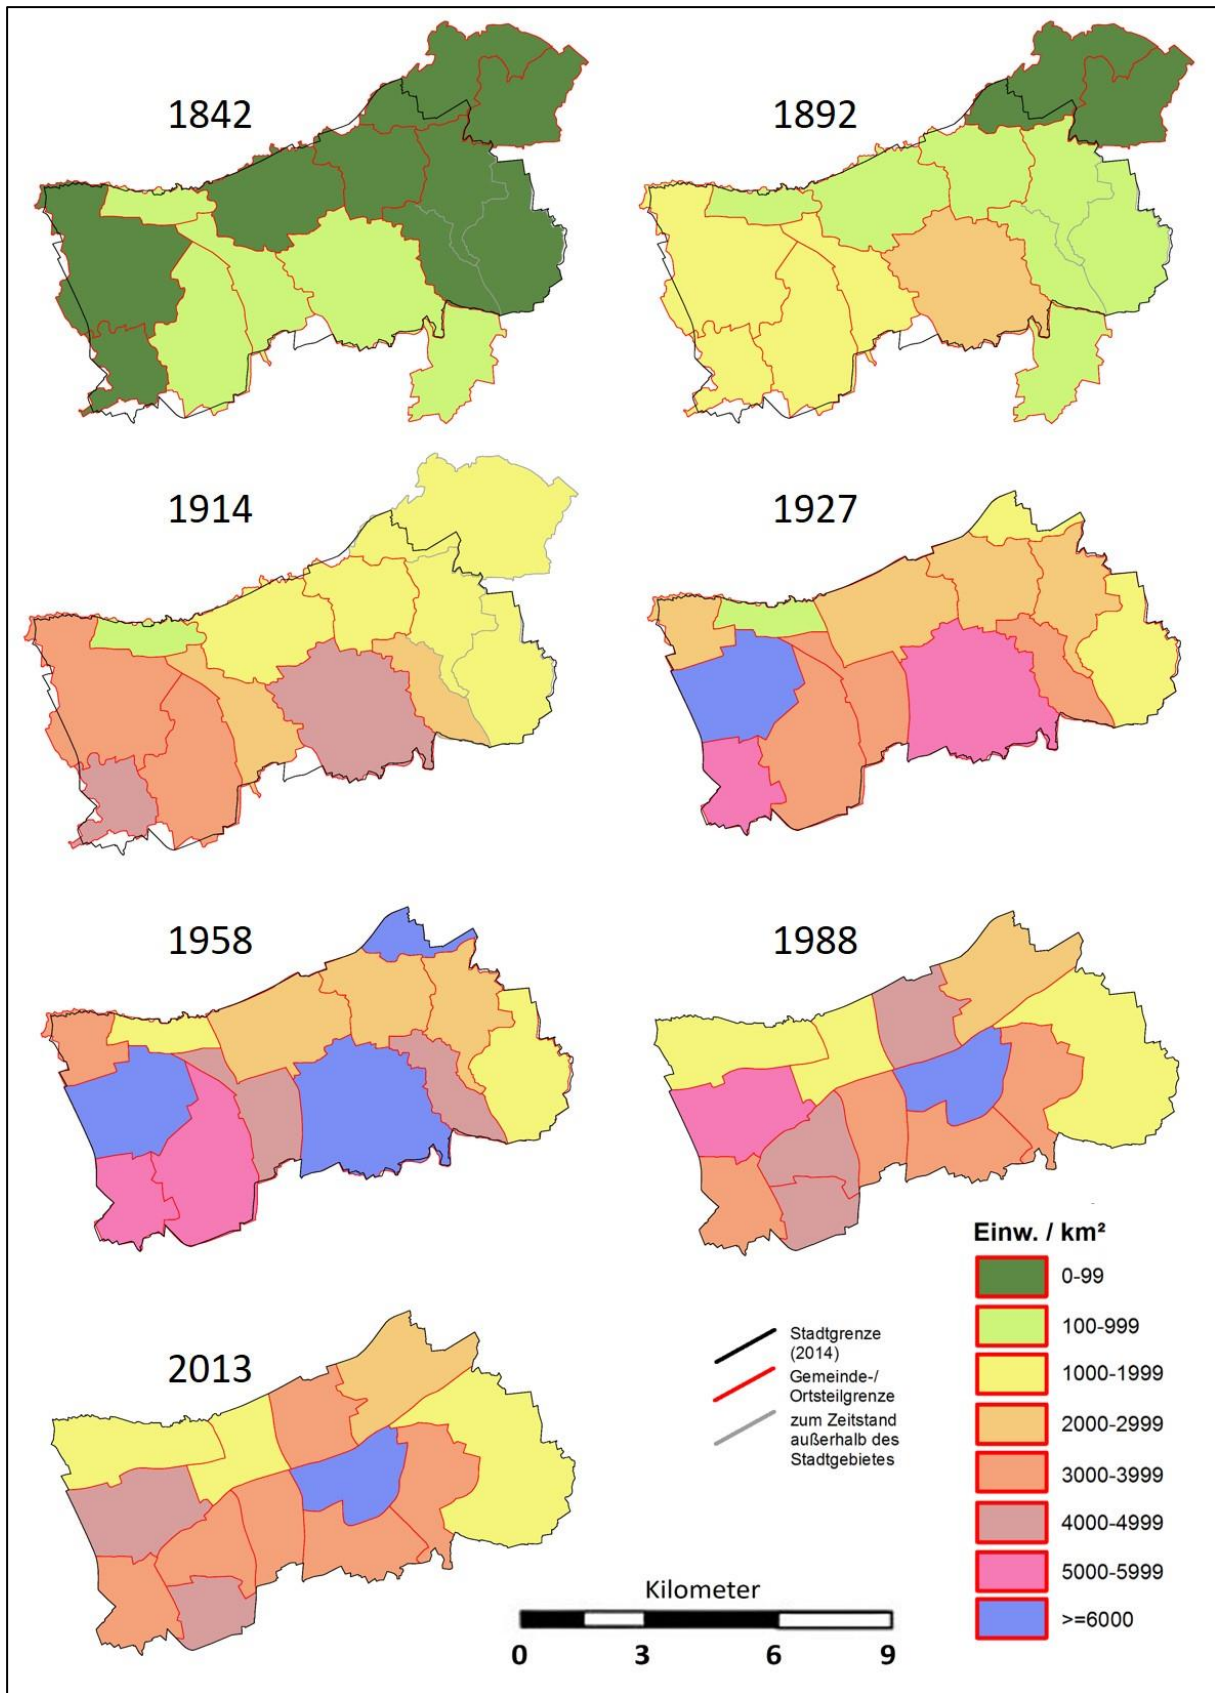 1842
1892
1914
1927
1958
1988
2013
Stadtgrenze
(2014)
Gemeinde-/
Ortsteilgrenze
zum Zeitstand
außerhalb des
Stadtgebietes
Einw. / km²
0-99
100-999
1000-1999
2000-2999
3000-3999
4000-4999
5000-5999
>=6000
Kilometer
0 3 6 9